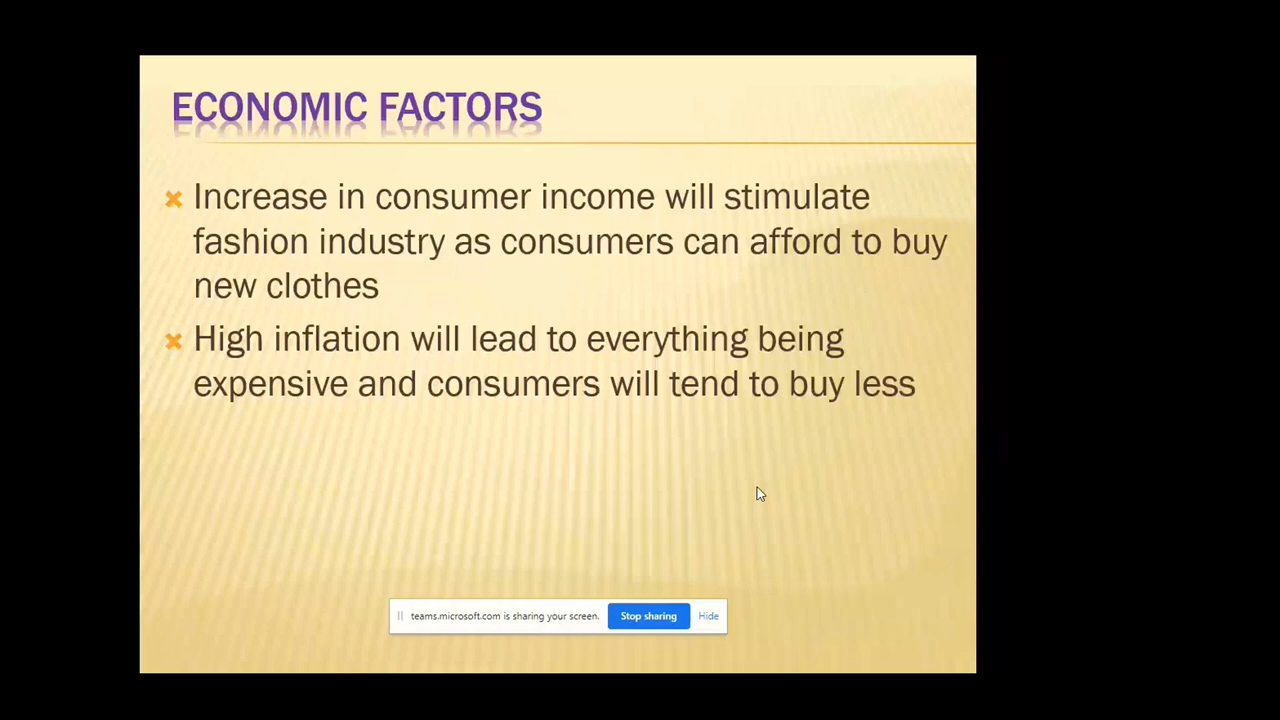 ECONOMIC FACTORS
Increase in consumer income will stimulate
fashion industry as consumers can afford to buy
new clothes
High inflation will lead to everything being
expensive and consumers will tend to buy less
teams.microsoft.com is sharing your screen. Stop sharing Hide